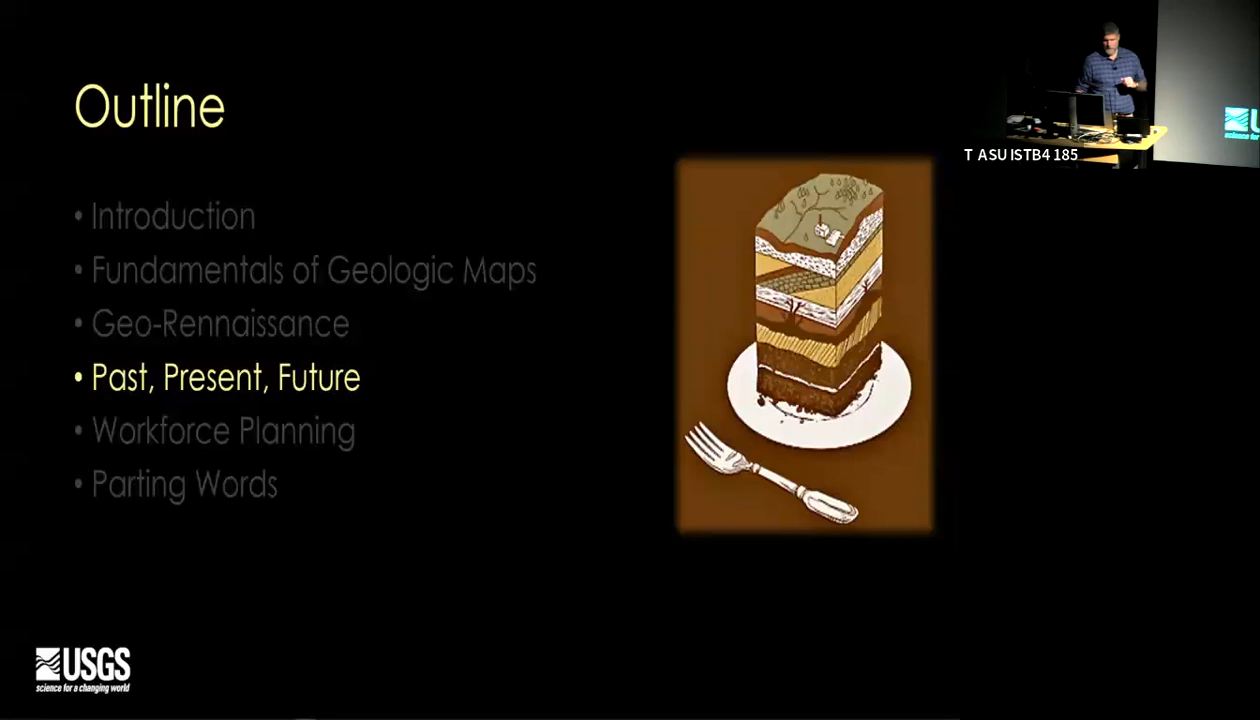 Outline
• Introduction
• Fundamentals of Geologic Maps
• Geo-Rennaissance
• Past, Present, Future
• Workforce Planning
• Parting Words
T ASU ISTB4 185
USGS
science for a changing world